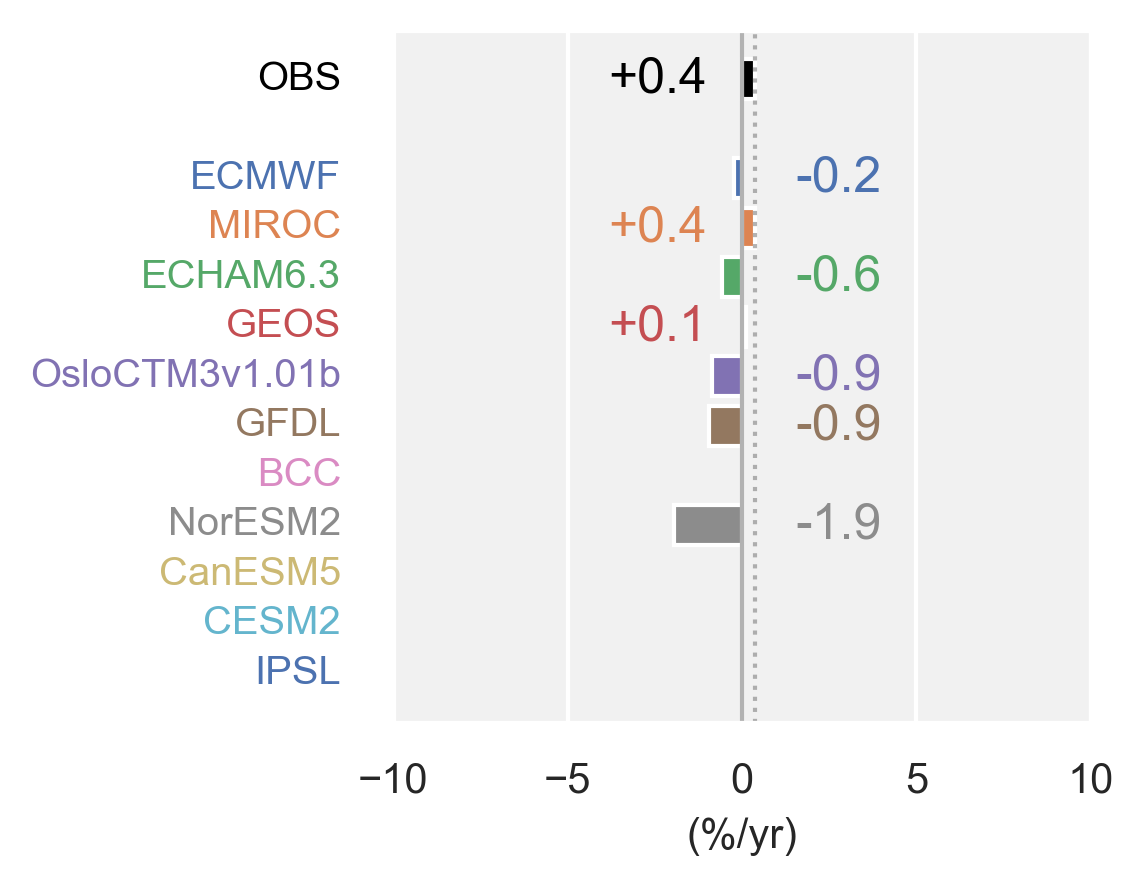 OBS +0.4
ECMWF -0.2
MIROC +0.4
ECHAM6.3 -0.6
GEOS +0.1
OsloCTM3v1.01b -0.9
GFDL -0.9
BCC
NorESM2 -1.9
CanESM5
CESM2
IPSL
−10 −5 0 5 10
(%/yr)